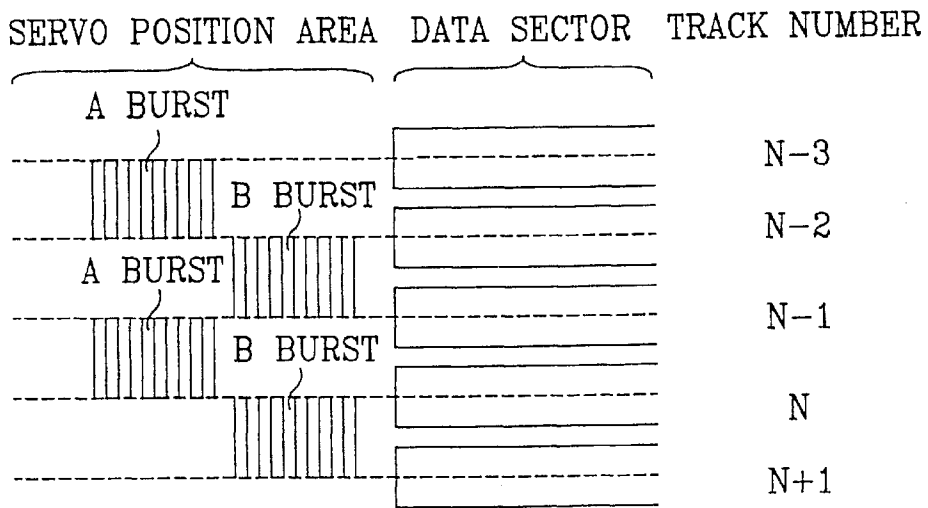 SERVO POSITION AREA DATA SECTOR TRACK NUMBER
A BURST
N-3
B BURST
N-2
A BURST
N-1
B BURST
N
N+1